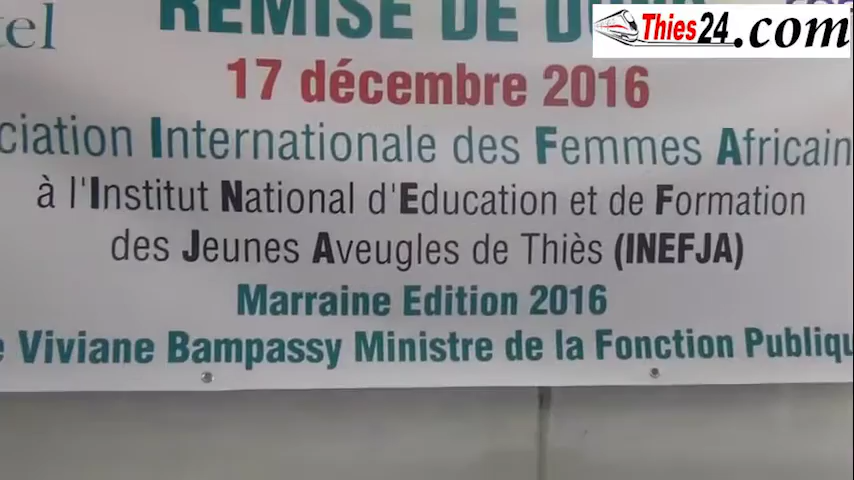 tel
REMISE DE
Thies24.com
17 décembre 2016
ciation Internationale des Femmes Africain
à l'Institut National d'Education et de Formation
des Jeunes Aveugles de Thiès (INEFJA)
Marraine Edition 2016
e Viviane Bampassy Ministre de la Fonction Publiqu